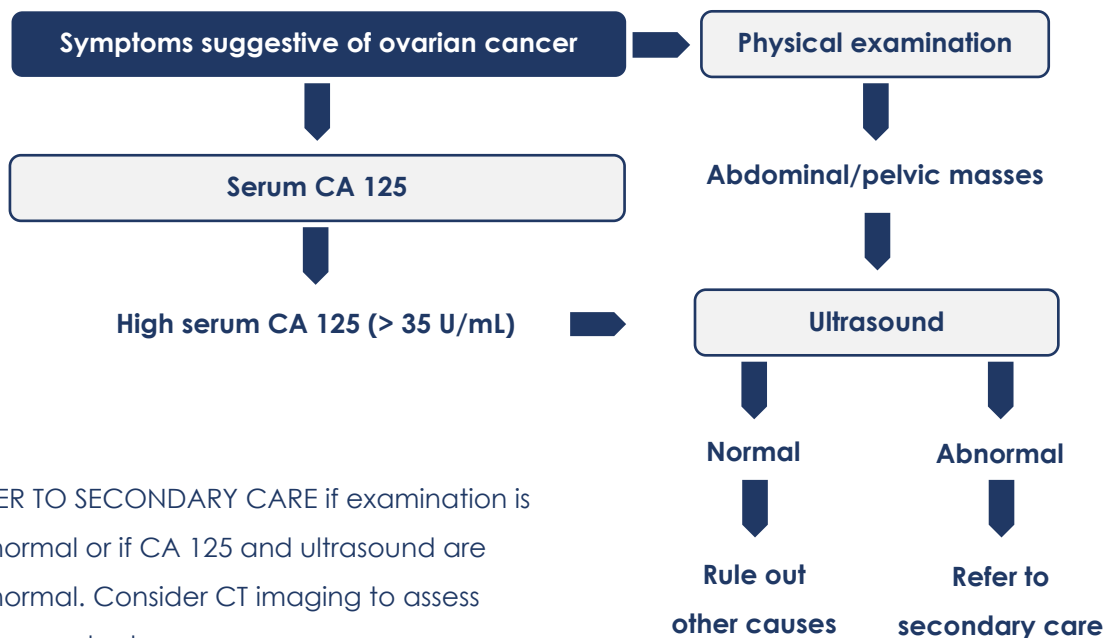 Symptoms suggestive of ovarian cancer
Physical examination
Serum CA 125
Abdominal/pelvic masses
High serum CA 125 (> 35 U/mL)
Ultrasound
Normal
Abnormal
ER TO SECONDARY CARE if examination is
normal or if CA 125 and ultrasound are
normal. Consider CT imaging to assess
Rule out
other causes
Refer to
secondary care